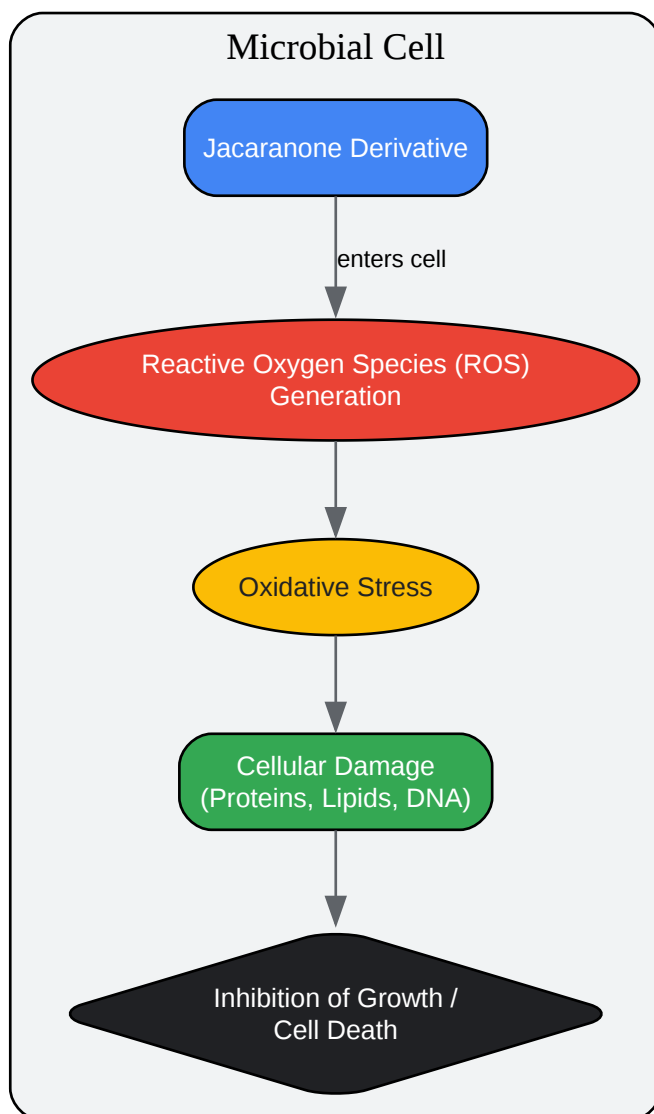 Microbial Cell
Jacaranone Derivative
enters cell
Reactive Oxygen Species (ROS)
Generation
Oxidative Stress
Cellular Damage
(Proteins, Lipids, DNA)
Inhibition of Growth /
Cell Death